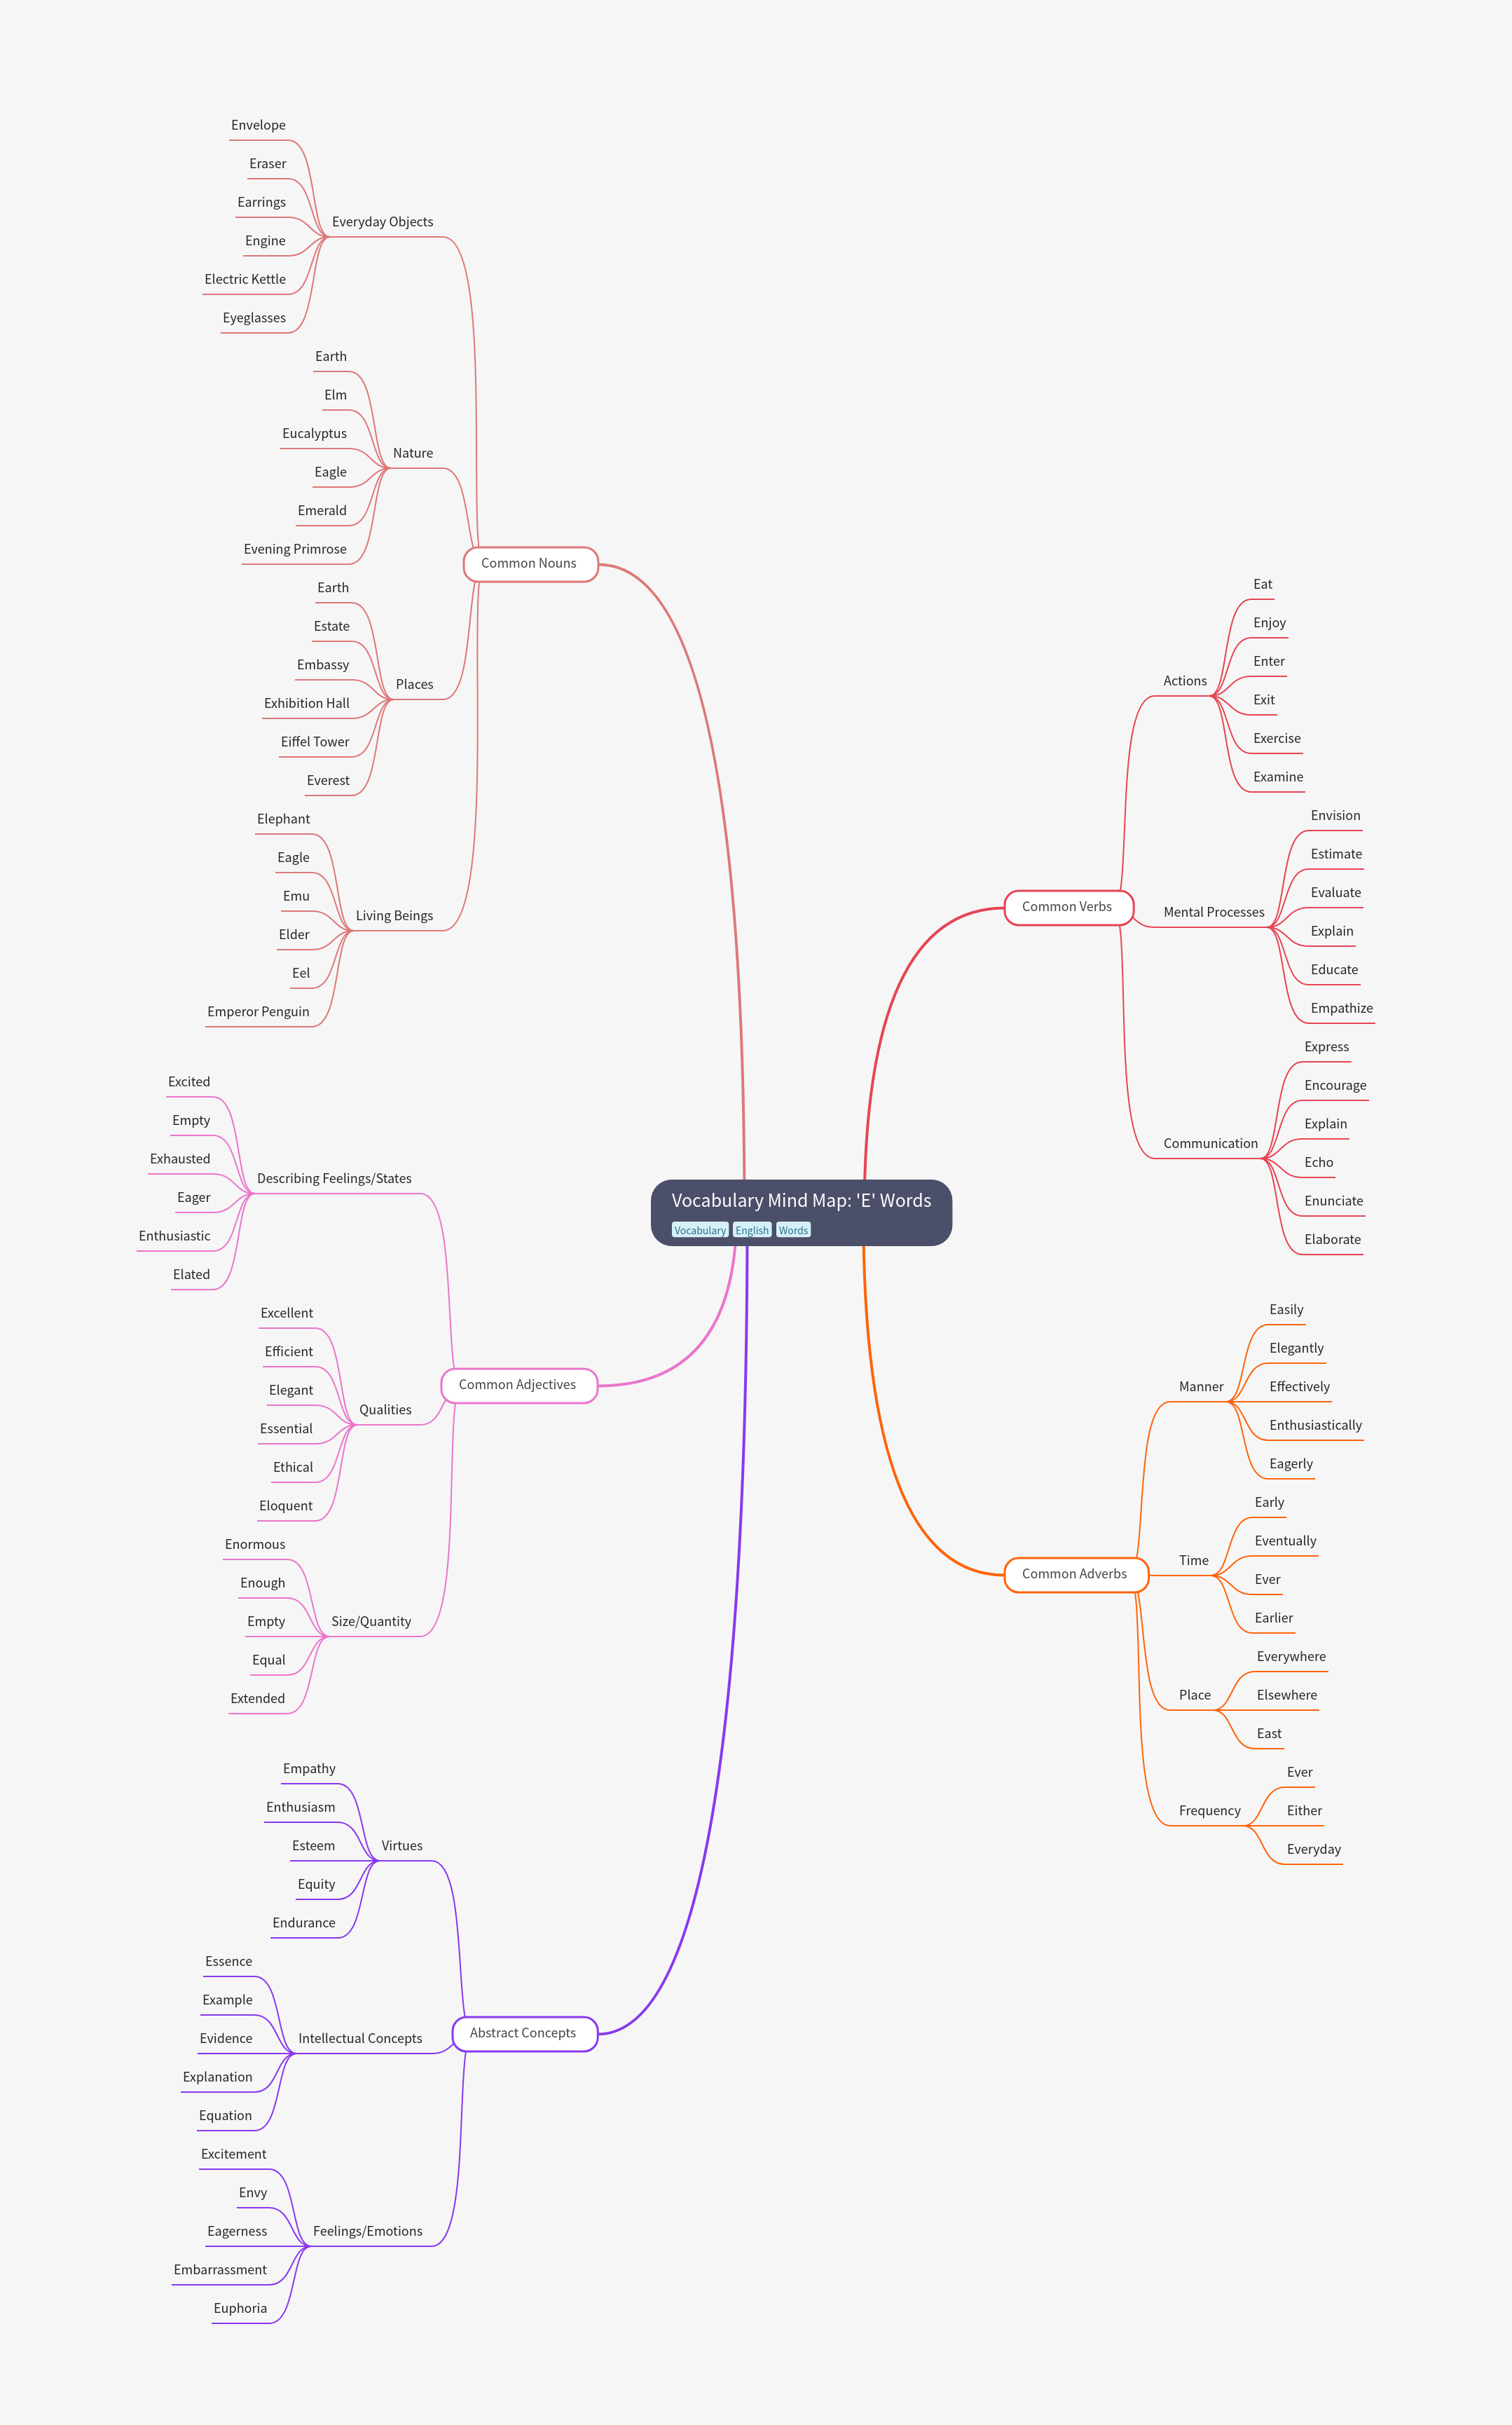 Vocabulary Mind Map: 'E' Words
Vocabulary English Words
Common Nouns
Everyday Objects
Envelope
Eraser
Earrings
Engine
Electric Kettle
Eyeglasses
Nature
Earth
Elm
Eucalyptus
Eagle
Emerald
Evening Primrose
Places
Earth
Estate
Embassy
Exhibition Hall
Eiffel Tower
Everest
Living Beings
Elephant
Eagle
Emu
Elder
Eel
Emperor Penguin
Common Adjectives
Describing Feelings/States
Excited
Empty
Exhausted
Eager
Enthusiastic
Elated
Qualities
Excellent
Efficient
Elegant
Essential
Ethical
Eloquent
Size/Quantity
Enormous
Enough
Empty
Equal
Extended
Abstract Concepts
Virtues
Empathy
Enthusiasm
Esteem
Equity
Endurance
Intellectual Concepts
Essence
Example
Evidence
Explanation
Equation
Feelings/Emotions
Excitement
Envy
Eagerness
Embarrassment
Euphoria
Common Verbs
Actions
Eat
Enjoy
Enter
Exit
Exercise
Examine
Mental Processes
Envision
Estimate
Evaluate
Explain
Educate
Empathize
Communication
Express
Encourage
Explain
Echo
Enunciate
Elaborate
Common Adverbs
Manner
Easily
Elegantly
Effectively
Enthusiastically
Eagerly
Time
Early
Eventually
Ever
Earlier
Place
Everywhere
Elsewhere
East
Frequency
Ever
Either
Everyday